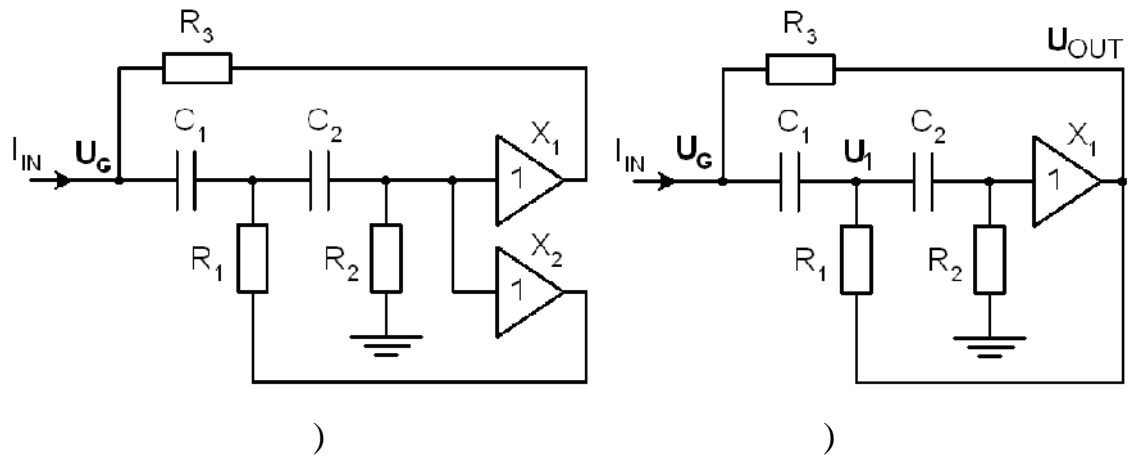 R3
C1
C2
X1
IIN
UG
1
R1
R2
X2
1
)
R3
UOUT
C1
C2
X1
IIN
UG
U1
1
R1
R2
)